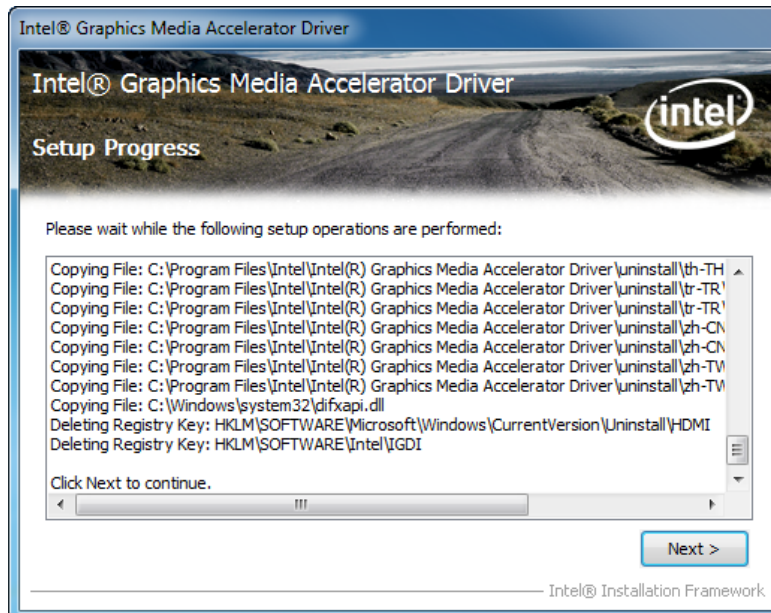 Intel® Graphics Media Accelerator Driver
Intel® Graphics Media Accelerator Driver
intel®
Setup Progress
Please wait while the following setup operations are performed:
Copying File: C:\Program Files\Intel\Intel(R) Graphics Media Accelerator Driver\uninstall\th-TH
Copying File: C:\Program Files\Intel\Intel(R) Graphics Media Accelerator Driver\uninstall\tr-TR\
Copying File: C:\Program Files\Intel\Intel(R) Graphics Media Accelerator Driver\uninstall\tr-TR\
Copying File: C:\Program Files\Intel\Intel(R) Graphics Media Accelerator Driver\uninstall\zh-CN
Copying File: C:\Program Files\Intel\Intel(R) Graphics Media Accelerator Driver\uninstall\zh-CN
Copying File: C:\Program Files\Intel\Intel(R) Graphics Media Accelerator Driver\uninstall\zh-TW
Copying File: C:\Program Files\Intel\Intel(R) Graphics Media Accelerator Driver\uninstall\zh-TW
Copying File: C:\Windows\system32\difxapi.dll
Deleting Registry Key: HKLM\SOFTWARE\Microsoft\Windows\CurrentVersion\Uninstall\HDMI
Deleting Registry Key: HKLM\SOFTWARE\Intel\IGDI
Click Next to continue.
Next >
Intel® Installation Framework